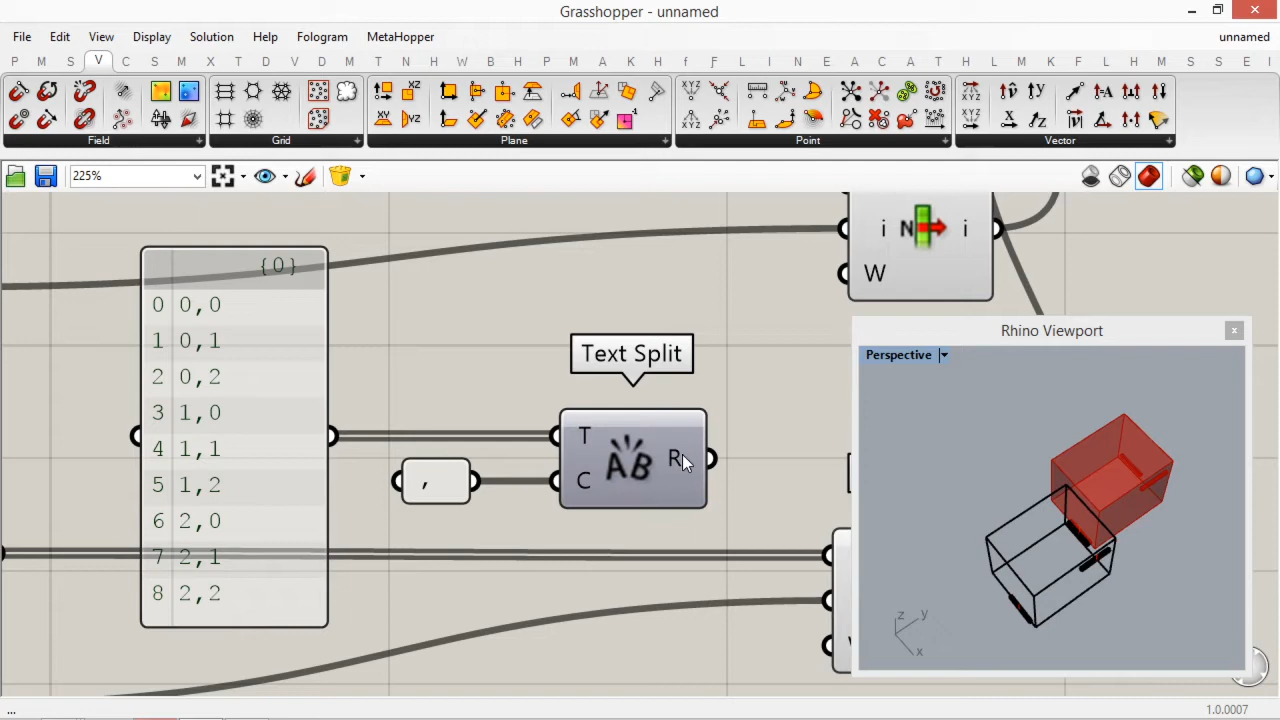 Grasshopper - unnamed
File Edit View Display Solution Help Fologram MetaHopper unnamed
P M S V C S M X T D V D M P T N H W B P T M A K H F L U T V N P E A C A D T H L M P T V S I E
Field Grid Plane Point Vector
225%
{0}
0 0,0
1 0,1
2 0,2
3 1,0
4 1,1
5 1,2
6 2,0
7 2,1
8 2,2
,
Text Split
T
C
R
i N i
W
Rhino Viewport
Perspective
z y
x
...
1.0.0007